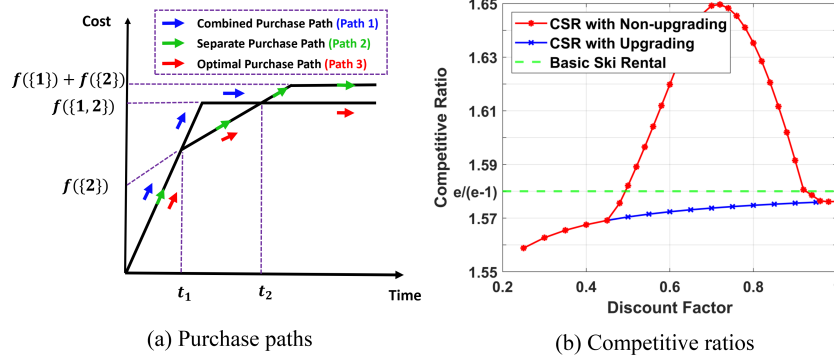 Cost
Combined Purchase Path (Path 1)
Separate Purchase Path (Path 2)
Optimal Purchase Path (Path 3)
f({1}) + f({2})
f({1, 2})
f({2})
t₁
t₂
Time
(a) Purchase paths
1.65
1.63
1.61
1.59
e/(e-1)
1.57
1.55
Competitive Ratio
CSR with Non-upgrading
CSR with Upgrading
Basic Ski Rental
0.2
0.4
0.6
0.8
Discount Factor
(b) Competitive ratios